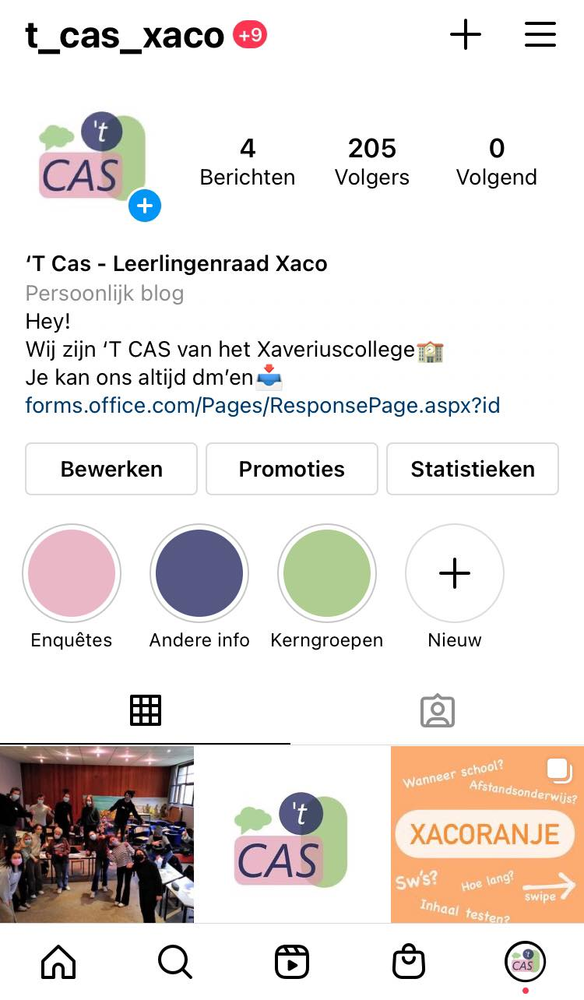 t_cas_xaco +9
't
CAS
4 205 0
Berichten Volgers Volgend
‘T Cas - Leerlingenraad Xaco
Persoonlijk blog
Hey!
Wij zijn ‘T CAS van het Xaveriuscollege🏫
Je kan ons altijd dm’en📥
forms.office.com/Pages/ResponsePage.aspx?id
Bewerken Promoties Statistieken
Enquêtes Andere info Kerngroepen Nieuw
't
CAS
Wanneer school?
Afstandsonderwijs?
XACORANJE
Sw's? Hoe lang?
swipe
Inhaal testen?
't
CAS